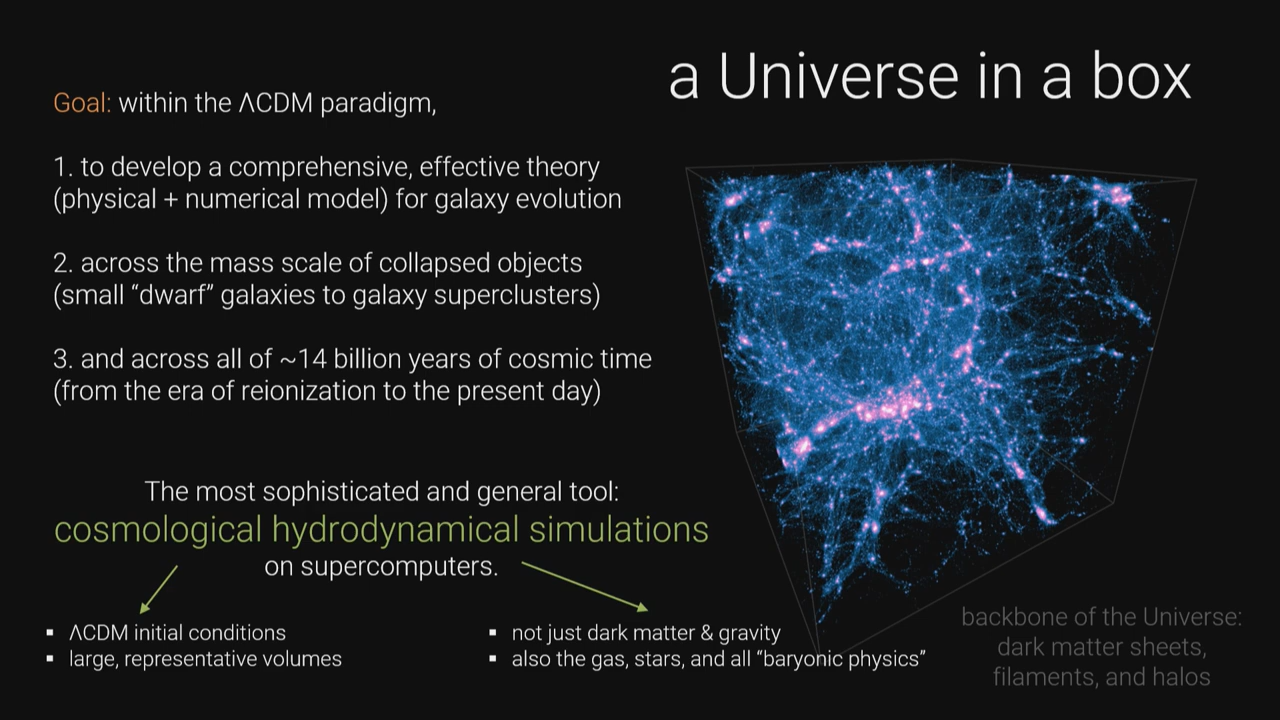 a Universe in a box
Goal: within the ΛCDM paradigm,
1. to develop a comprehensive, effective theory
(physical + numerical model) for galaxy evolution
2. across the mass scale of collapsed objects
(small “dwarf” galaxies to galaxy superclusters)
3. and across all of ~14 billion years of cosmic time
(from the era of reionization to the present day)
The most sophisticated and general tool:
cosmological hydrodynamical simulations
on supercomputers.
▪ ΛCDM initial conditions
▪ large, representative volumes
▪ not just dark matter & gravity
▪ also the gas, stars, and all “baryonic physics”
backbone of the Universe:
dark matter sheets,
filaments, and halos